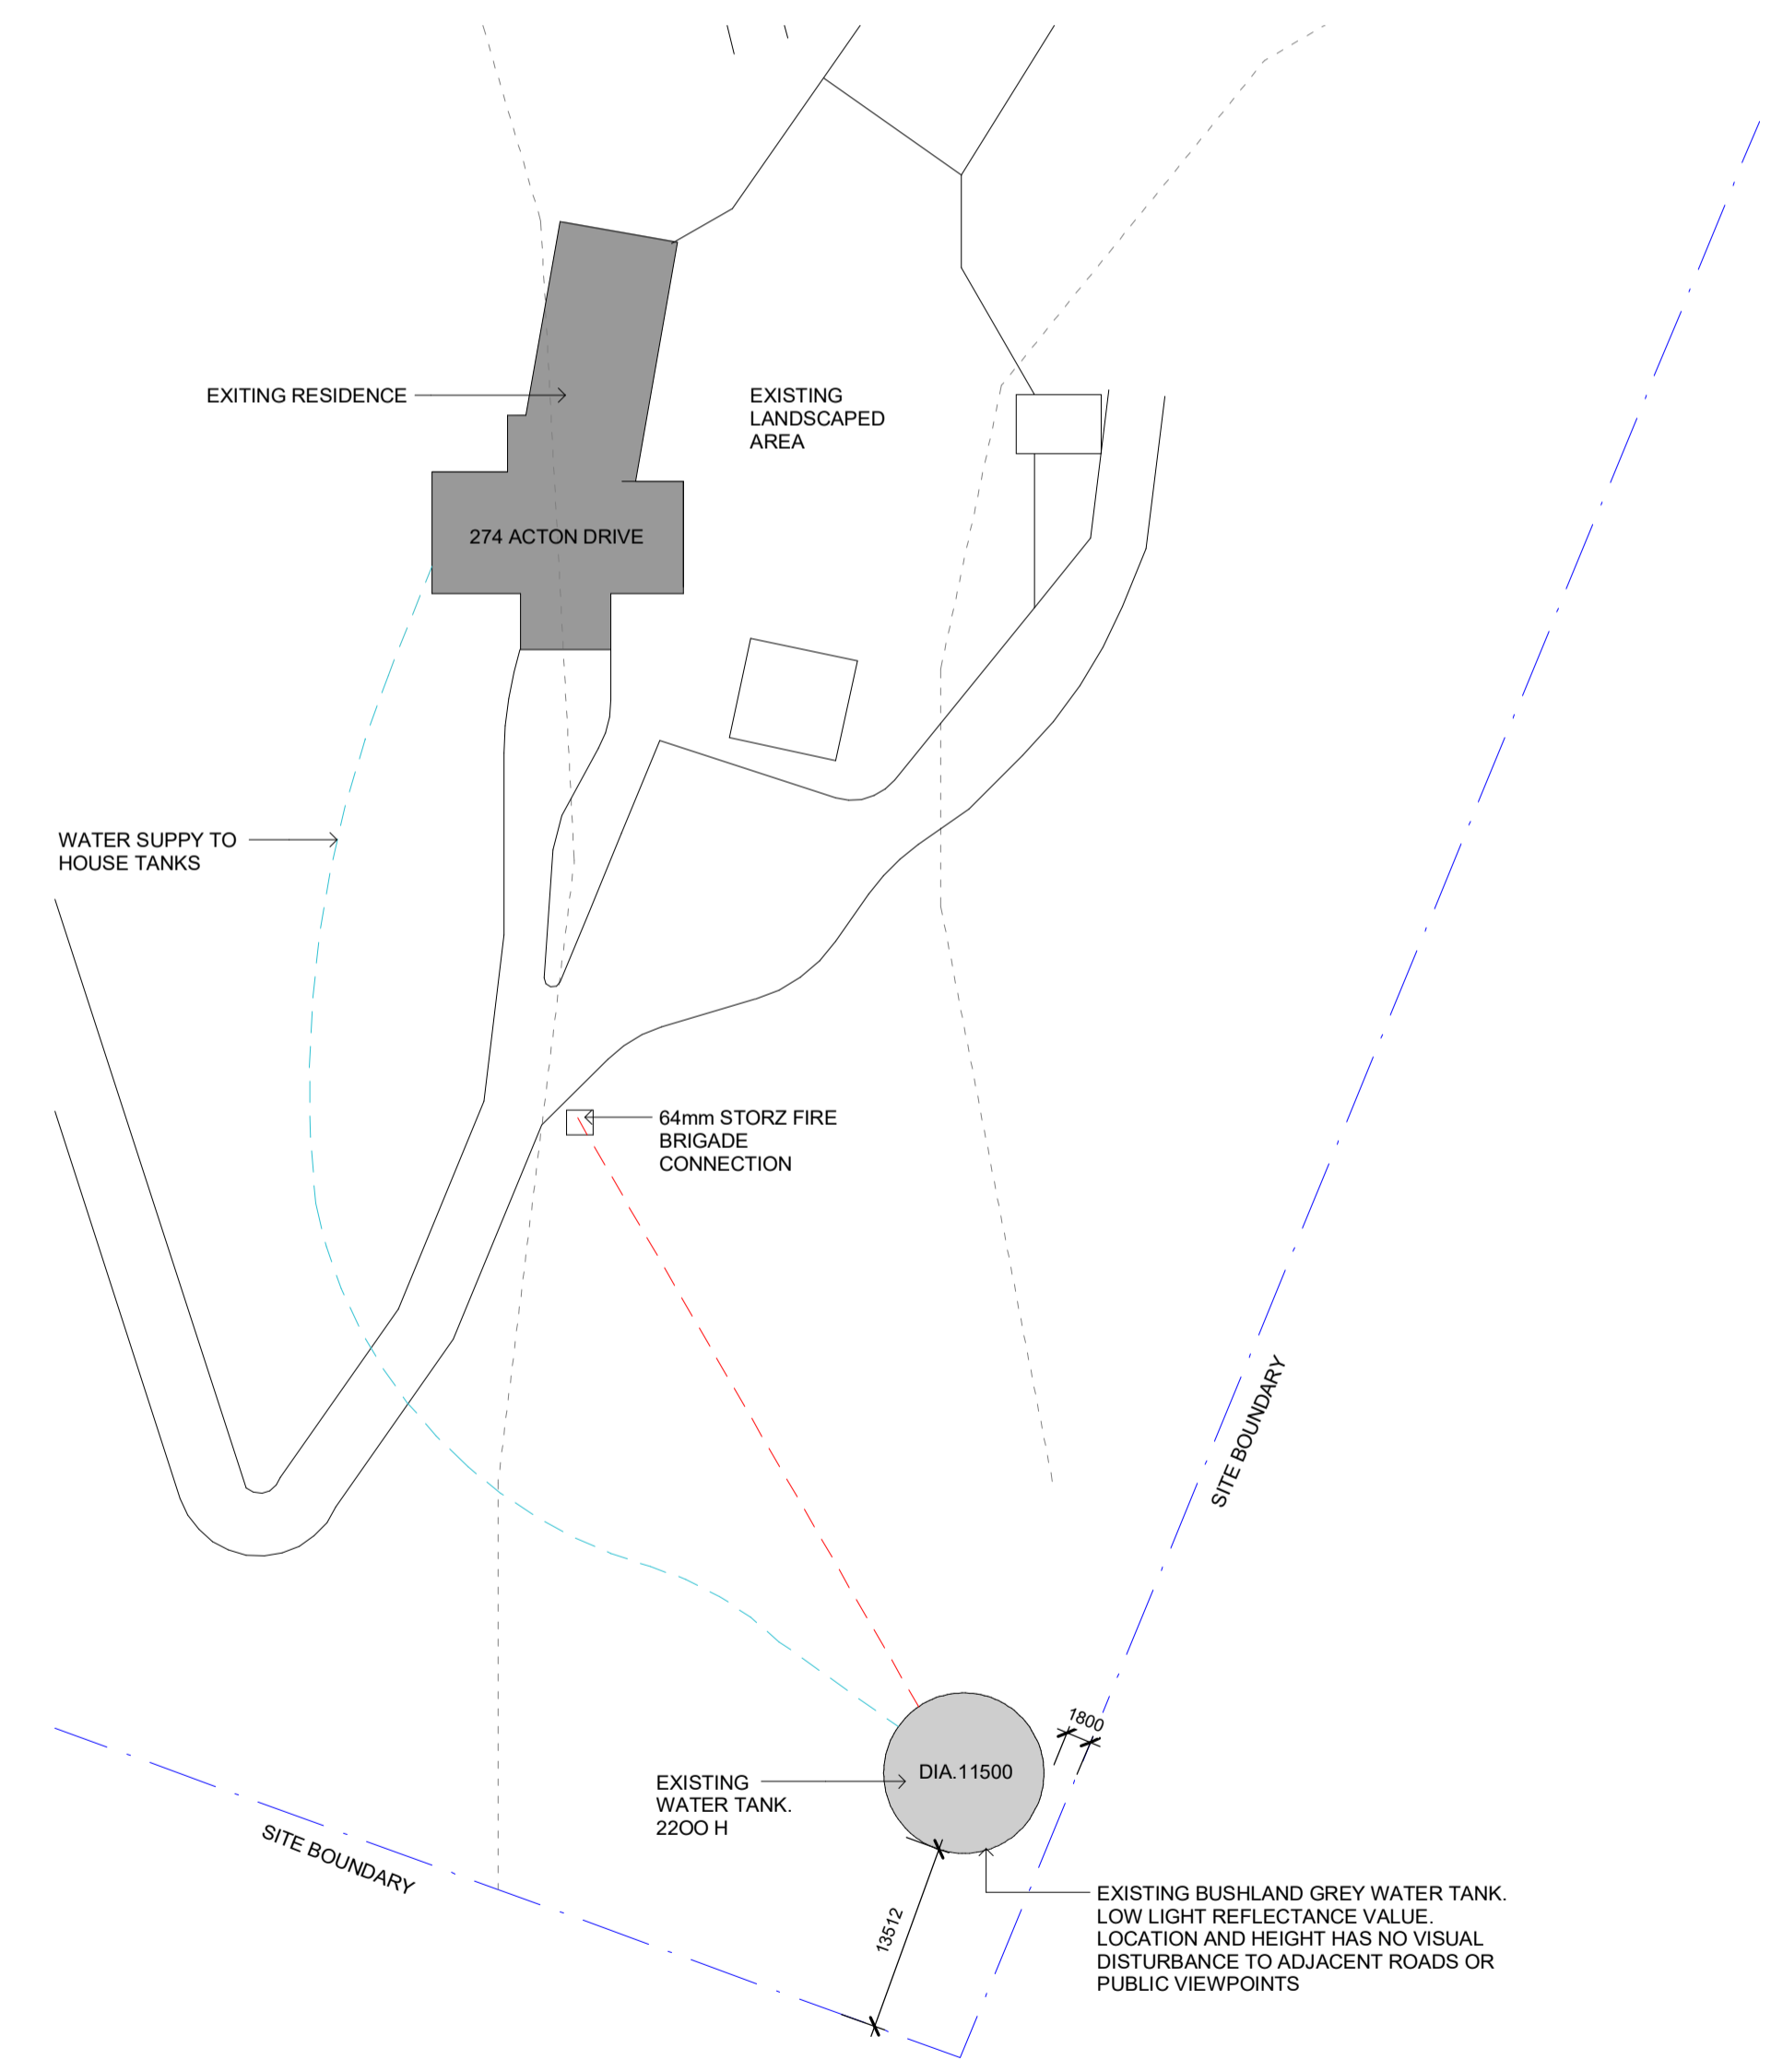 EXITING RESIDENCE
EXISTING
LANDSCAPED
AREA
274 ACTON DRIVE
WATER SUPPY TO
HOUSE TANKS
64mm STORZ FIRE
BRIGADE
CONNECTION
SITE BOUNDARY
1800
DIA.11500
EXISTING
WATER TANK.
22OO H
SITE BOUNDARY
13512
EXISTING BUSHLAND GREY WATER TANK.
LOW LIGHT REFLECTANCE VALUE.
LOCATION AND HEIGHT HAS NO VISUAL
DISTURBANCE TO ADJACENT ROADS OR
PUBLIC VIEWPOINTS